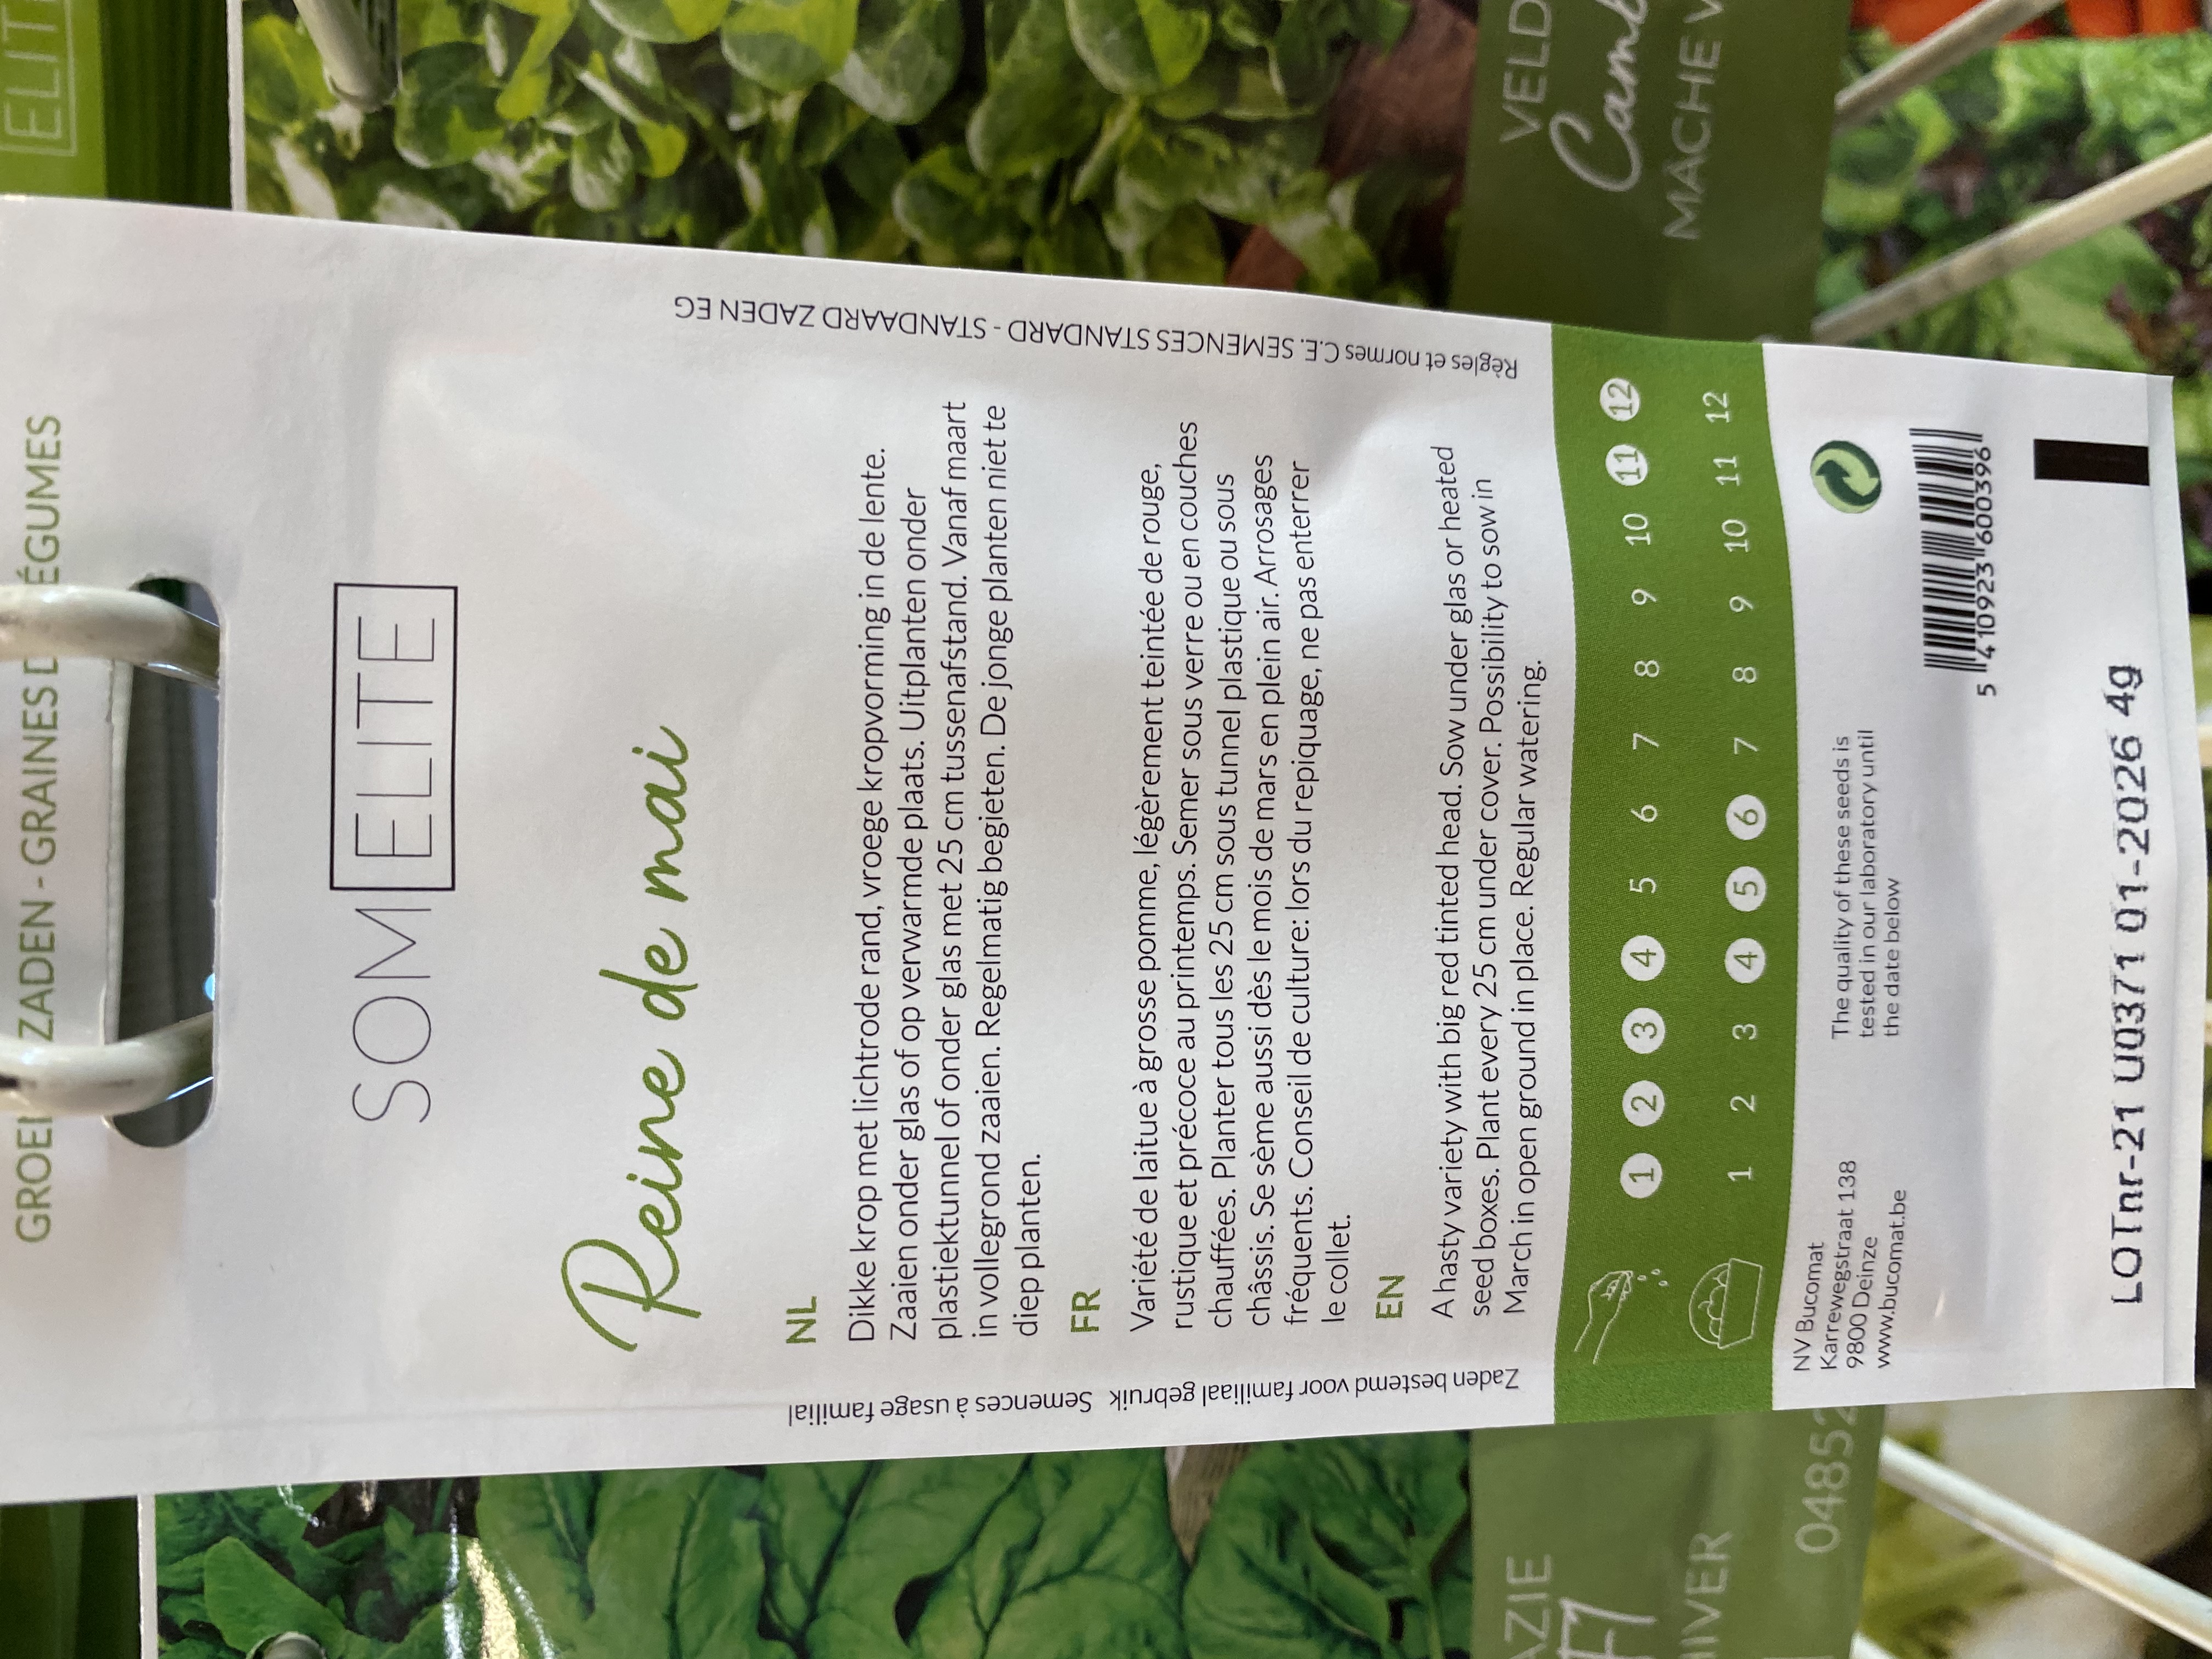 GROEN ZADEN - GRAINES D ÉGUMES
SOMELITE
Reine de mai
NL
Dikke krop met lichtrode rand, vroege kropvorming in de lente.
Zaaien onder glas of op verwarmde plaats. Uitplanten onder
plastiektunnel of onder glas met 25 cm tussenafstand. Vanaf maart
in vollegrond zaaien. Regelmatig begieten. De jonge planten niet te
diep planten.
FR
Variété de laitue à grosse pomme, légèrement teintée de rouge,
rustique et précoce au printemps. Semer sous verre ou en couches
chauffées. Planter tous les 25 cm sous tunnel plastique ou sous
châssis. Se sème aussi dès le mois de mars en plein air. Arrosages
fréquents. Conseil de culture: lors du repiquage, ne pas enterrer
le collet.
EN
A hasty variety with big red tinted head. Sow under glas or heated
seed boxes. Plant every 25 cm under cover. Possibility to sow in
March in open ground in place. Regular watering.
Zaden bestemd voor familiaal gebruik Semences à usage familial
Règles et normes C.E. SEMENCES STANDARD - STANDAARD ZADEN EG
1 2 3 4 5 6 7 8 9 10 11 12
1 2 3 4 5 6 7 8 9 10 11 12
NV Bucomat
Karrewegstraat 138
9800 Deinze
www.bucomat.be
The quality of these seeds is
tested in our laboratory until
the date below
5 410923 600396
LOTnr-21 U0371 01-2026 4g
ELIT
VELD
Camb
MÂCHE V
AZIE
F1
IIVER
0485